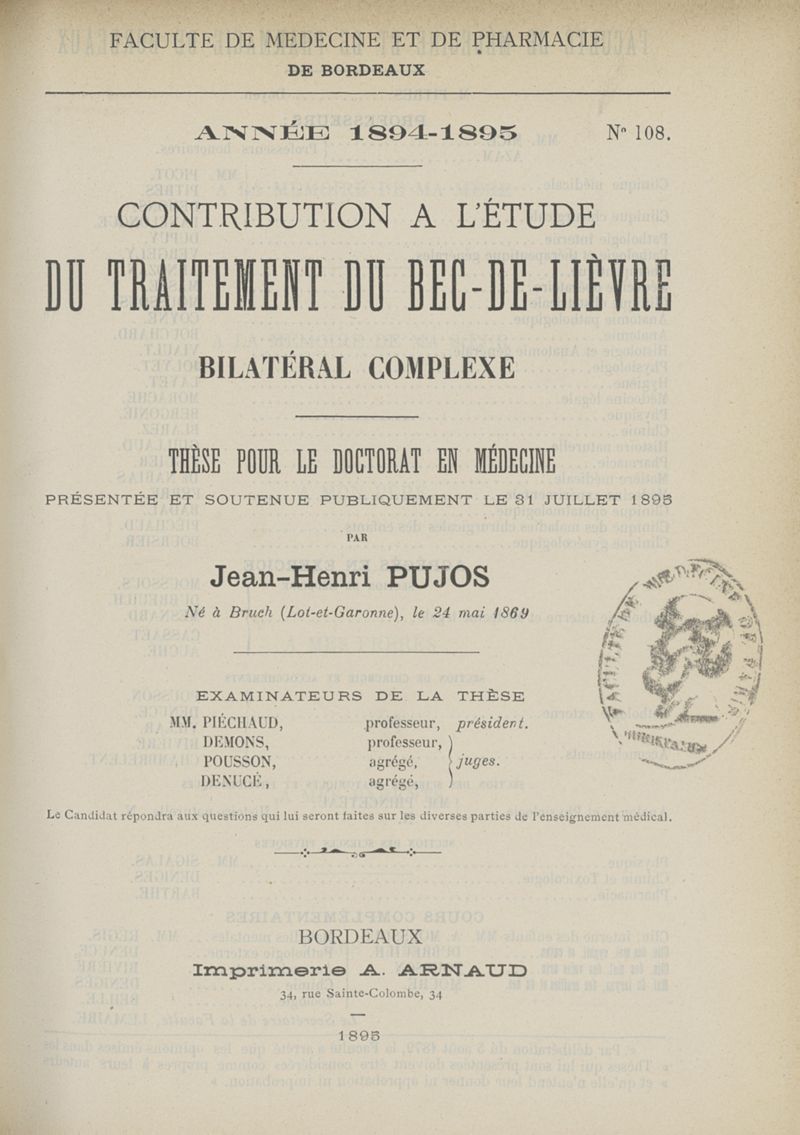 FACULTE DE MEDECINE ET DE PHARMACIE
DE BORDEAUX
ANNÉE 1894-1895 N° 108.
CONTRIBUTION A L'ÉTUDE
DU TRAITEMENT DU BEC-DE-LIÈVRE
BILATÉRAL COMPLEXE
THÈSE POUR LE DOCTORAT EN MÉDECINE
PRÉSENTÉE ET SOUTENUE PUBLIQUEMENT LE 31 JUILLET 1895
PAR
Jean-Henri PUJOS
Né à Bruch (Lot-et-Garonne), le 24 mai 1869
EXAMINATEURS DE LA THÈSE
MM. PIÉCHAUD, professeur, président.
DEMONS, professeur,
POUSSON, agrégé, juges.
DENUCÉ, agrégé,
Le Candidat répondra aux questions qui lui seront faites sur les diverses parties de l'enseignement médical.
BORDEAUX
Imprimerie A. ARNAUD
34, rue Sainte-Colombe, 34
1895